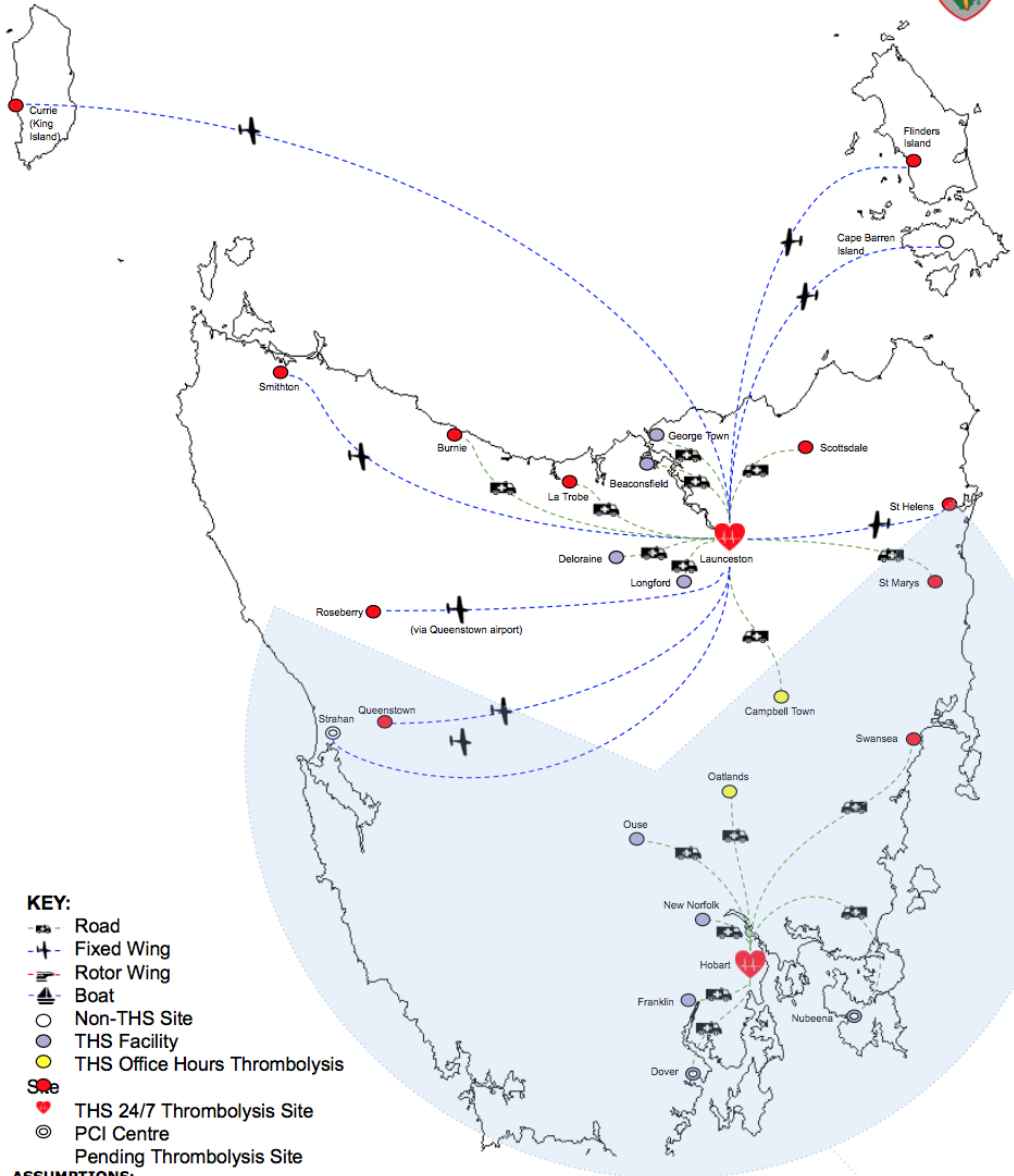 Currie
(King
Island)
Flinders
Island
Cape Barren
Island
Smithton
Burnie
George Town
Scottsdale
La Trobe
Beaconsfield
St Helens
Deloraine
Launceston
Longford
St Marys
Roseberry
(via Queenstown airport)
Queenstown
Strahan
Campbell Town
Swansea
Oatlands
Ouse
New Norfolk
Hobart
Franklin
Nubeena
Dover
KEY:
Road
Fixed Wing
Rotor Wing
Boat
Non-THS Site
THS Facility
THS Office Hours Thrombolysis
Site
THS 24/7 Thrombolysis Site
PCI Centre
Pending Thrombolysis Site
ASSUMPTIONS: